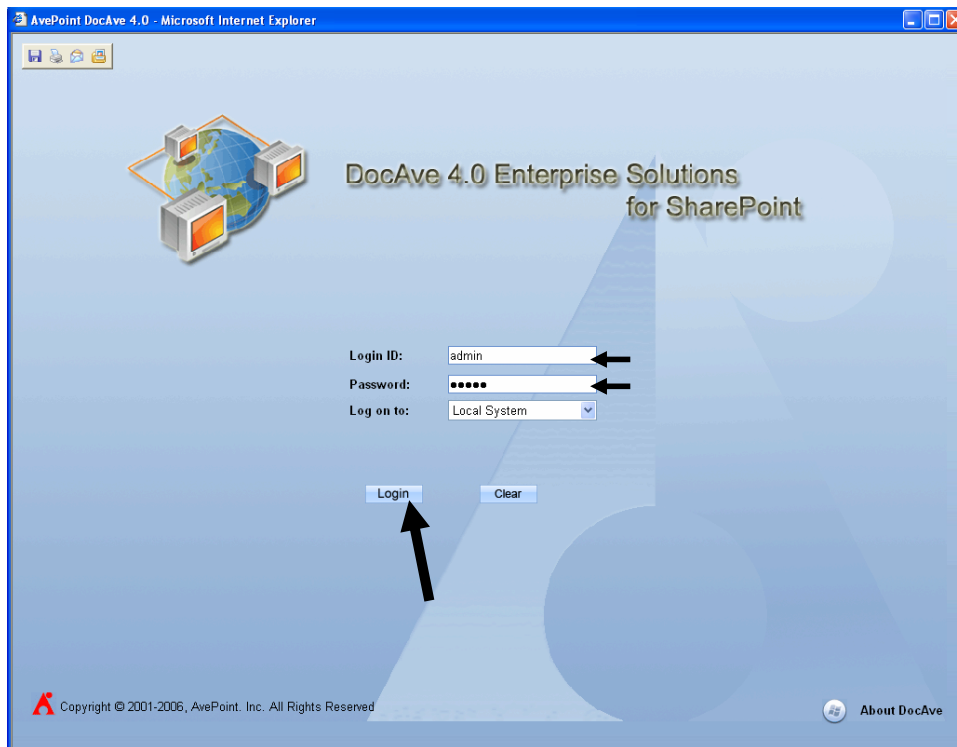 AvePoint DocAve 4.0 - Microsoft Internet Explorer
DocAve 4.0 Enterprise Solutions
for SharePoint
Login ID: admin
Password: •••••
Log on to: Local System
Login Clear
Copyright © 2001-2006, AvePoint. Inc. All Rights Reserved
About DocAve